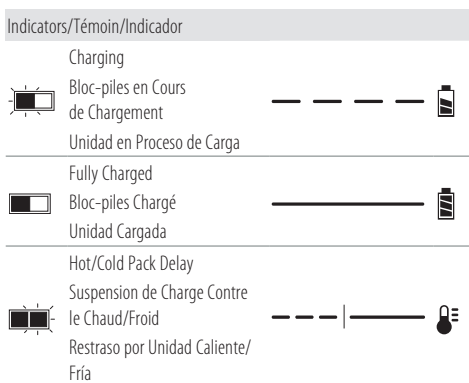 Indicators/Témoin/Indicador
Charging
Bloc-piles en Cours
de Chargement
Unidad en Proceso de Carga
Fully Charged
Bloc-piles Chargé
Unidad Cargada
Hot/Cold Pack Delay
Suspension de Charge Contre
le Chaud/Froid
Restraso por Unidad Caliente/
Fría